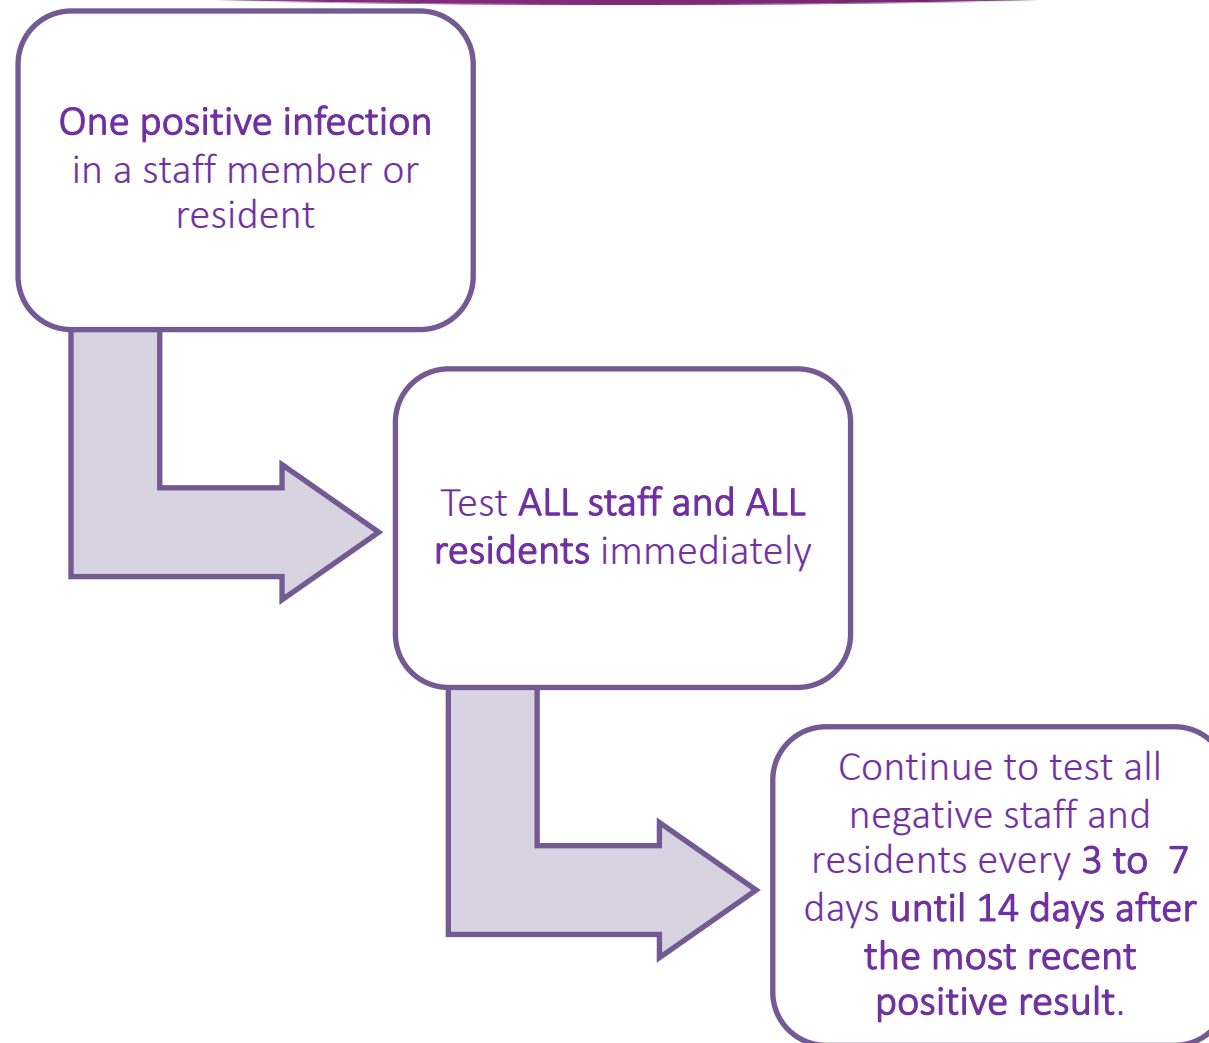 One positive infection
in a staff member or
resident
Test ALL staff and ALL
residents immediately
Continue to test all
negative staff and
residents every 3 to  7
days until 14 days after
the most recent
positive result.